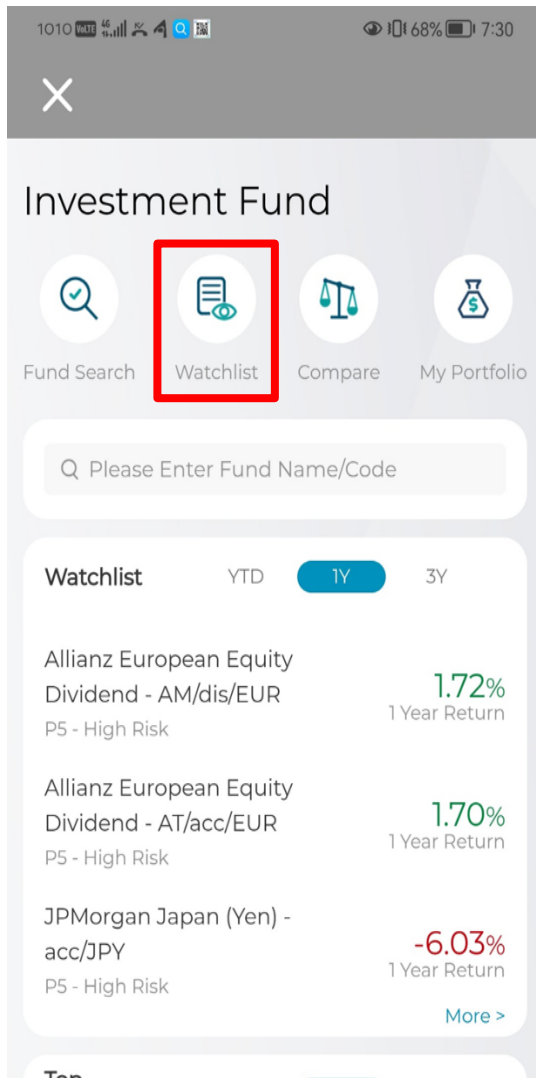 1010 VoLTE 4G 68% 7:30
Investment Fund
Fund Search Watchlist Compare My Portfolio
Please Enter Fund Name/Code
Watchlist YTD 1Y 3Y
Allianz European Equity
Dividend - AM/dis/EUR
1.72%
P5 - High Risk
1 Year Return
Allianz European Equity
Dividend - AT/acc/EUR
1.70%
P5 - High Risk
1 Year Return
JPMorgan Japan (Yen) -
acc/JPY
-6.03%
P5 - High Risk
1 Year Return
More >
Top